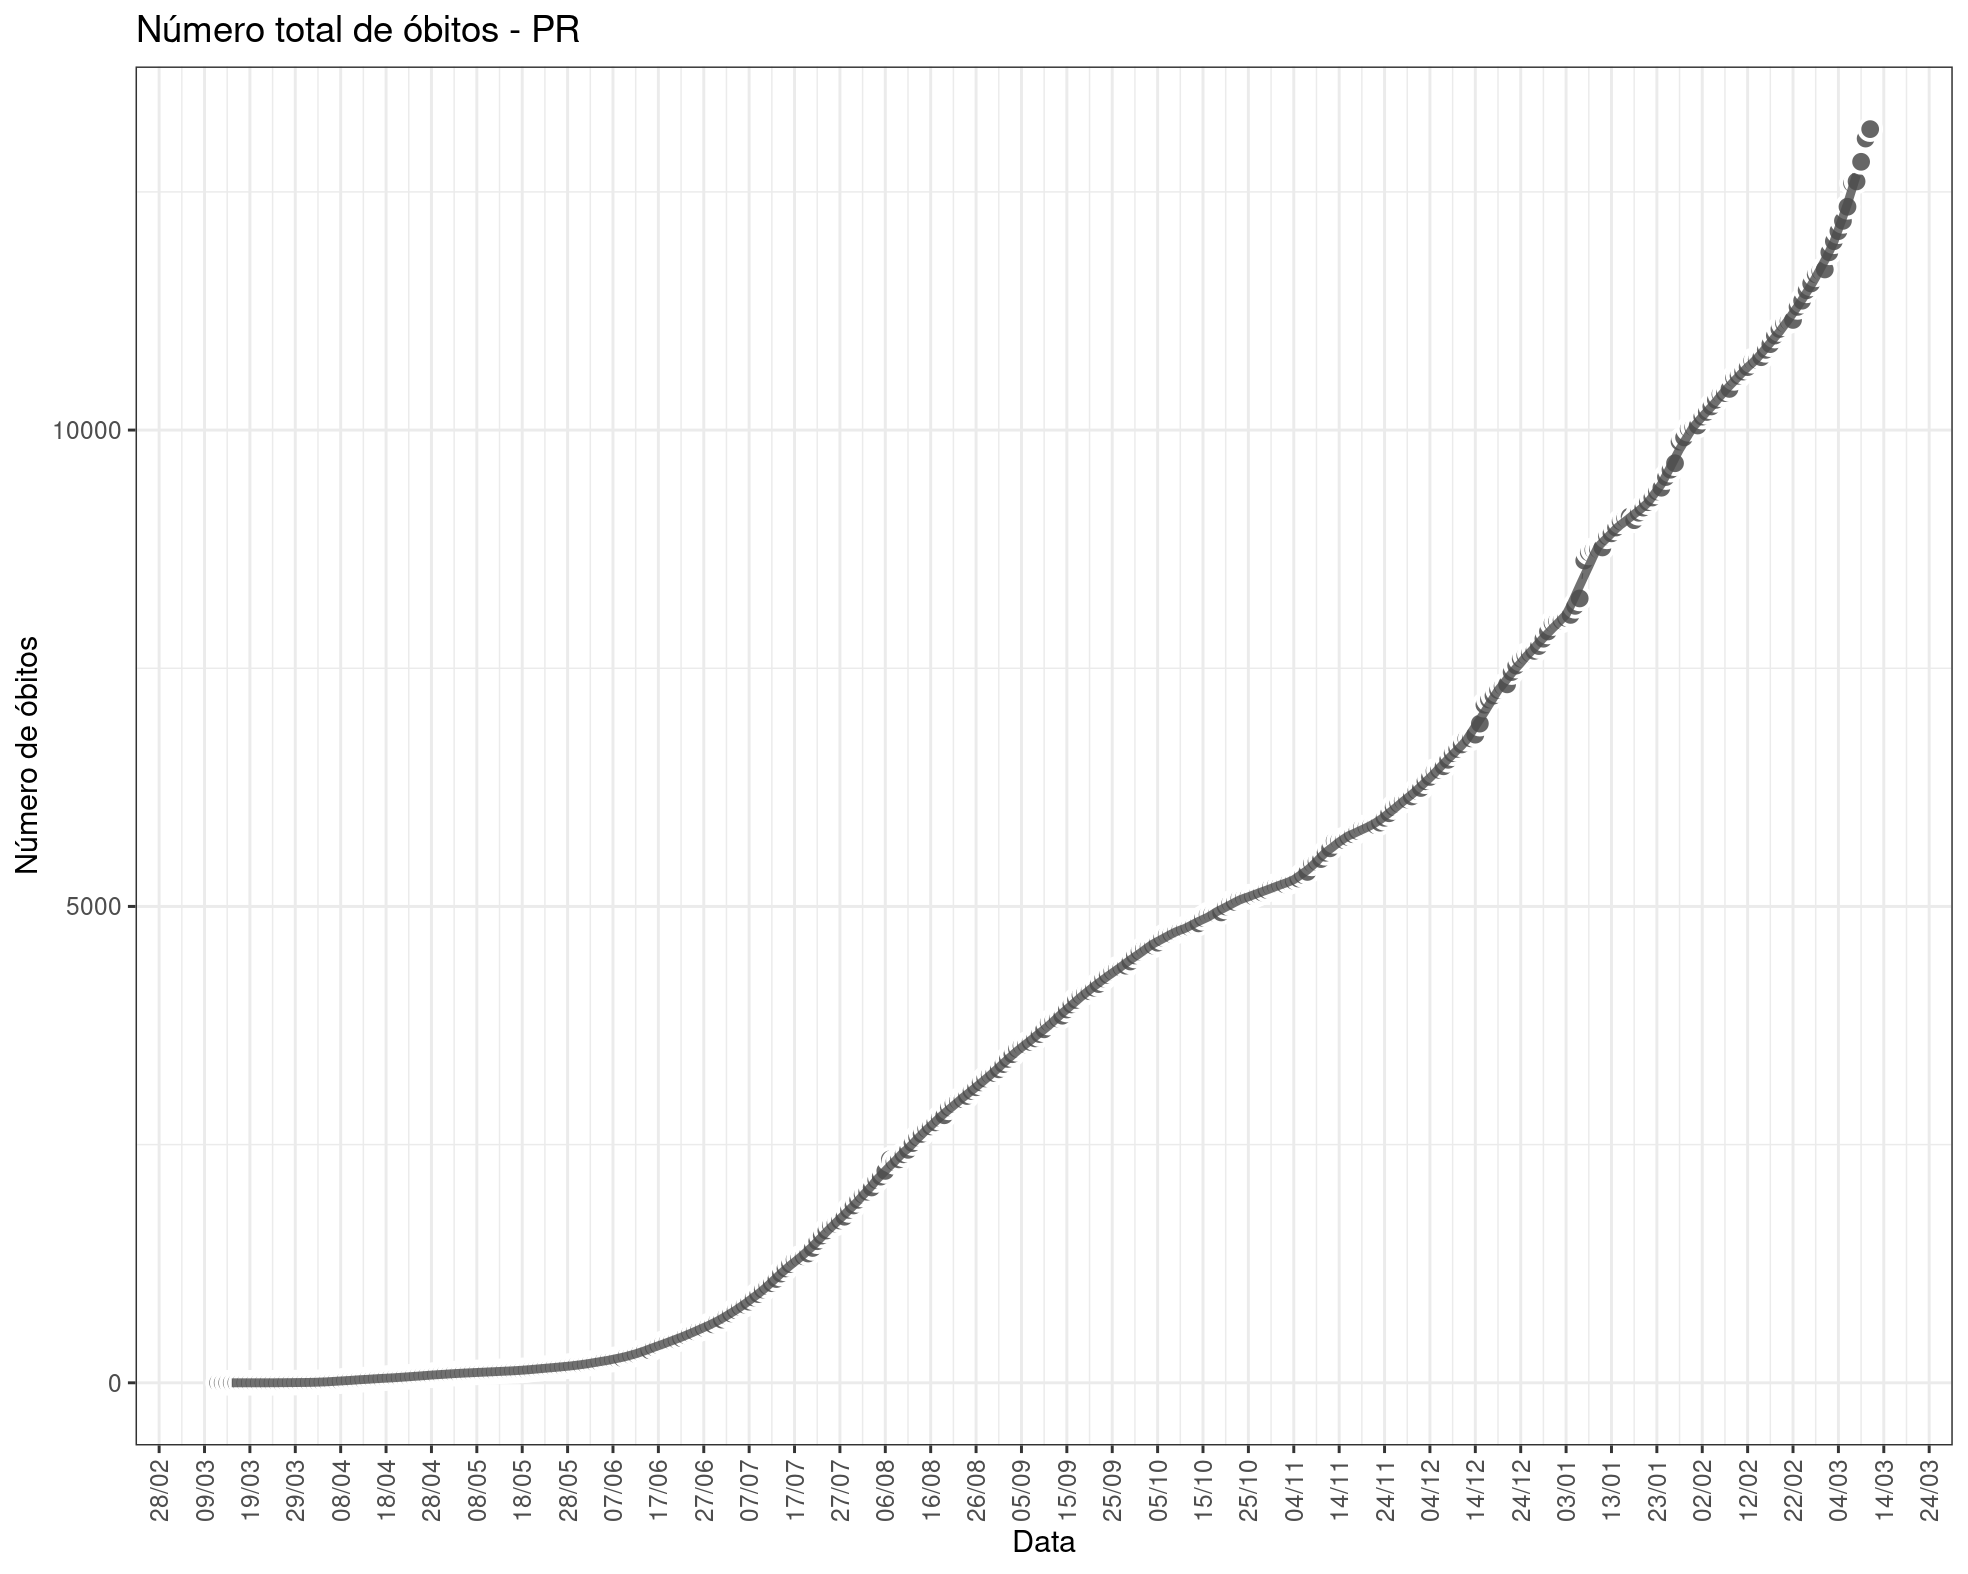 Número total de óbitos - PR
Número de óbitos
10000
5000
0
28/02 09/03 19/03 29/03 08/04 18/04 28/04 08/05 18/05 28/05 07/06 17/06 27/06 07/07 17/07 27/07 06/08 16/08 26/08 05/09 15/09 25/09 05/10 15/10 25/10 04/11 14/11 24/11 04/12 14/12 24/12 03/01 13/01 23/01 02/02 12/02 22/02 04/03 14/03 24/03
Data